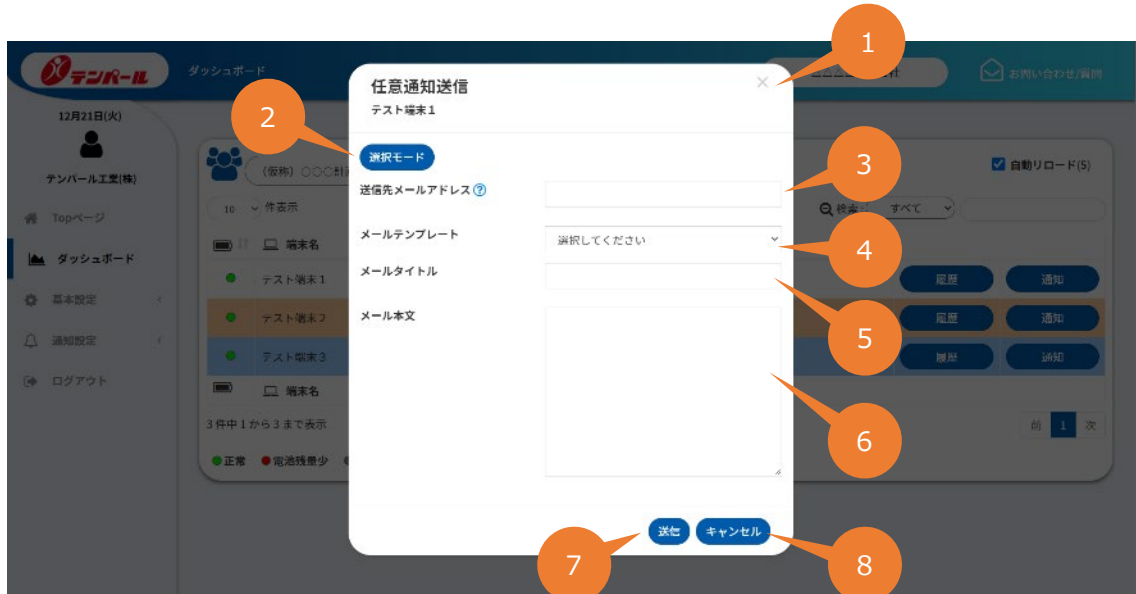 1
テンパール
ダッシュボード
お問い合わせ/質問
任意通知送信
テスト端末1
12月21日(火)
テンパール工業(株)
2
選択モード
3
(仮称) 〇〇〇計
自動リロード(5)
送信先メールアドレス ?
Topページ
10 件表示
検索: すべて
メールテンプレート
選択してください
4
端末名
ダッシュボード
メールタイトル
テスト端末1
履歴 通知
基本設定
5
メール本文
テスト端末2
履歴 通知
通知設定
テスト端末3
履歴 通知
ログアウト
端末名
3件中1から3まで表示
前 1 次
6
正常 電池残量少
送信 キャンセル
7
8